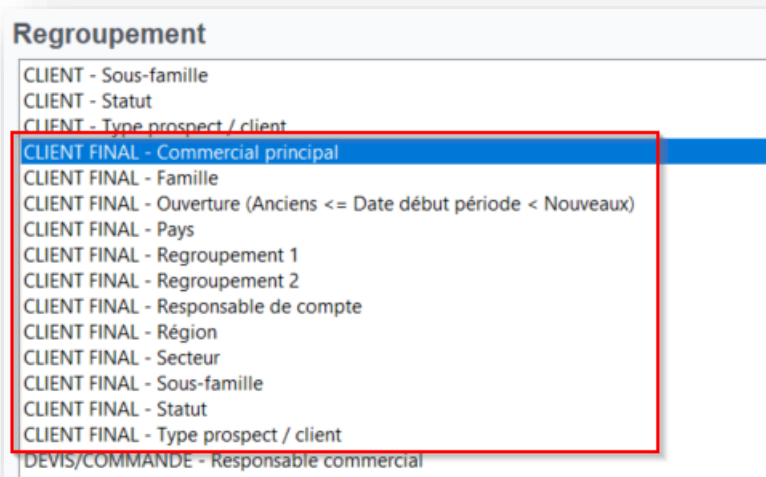 Regroupement
CLIENT - Sous-famille
CLIENT - Statut
CLIENT - Type prospect / client
CLIENT FINAL - Commercial principal
CLIENT FINAL - Famille
CLIENT FINAL - Ouverture (Anciens <= Date début période < Nouveaux)
CLIENT FINAL - Pays
CLIENT FINAL - Regroupement 1
CLIENT FINAL - Regroupement 2
CLIENT FINAL - Responsable de compte
CLIENT FINAL - Région
CLIENT FINAL - Secteur
CLIENT FINAL - Sous-famille
CLIENT FINAL - Statut
CLIENT FINAL - Type prospect / client
DEVIS/COMMANDE - Responsable commercial